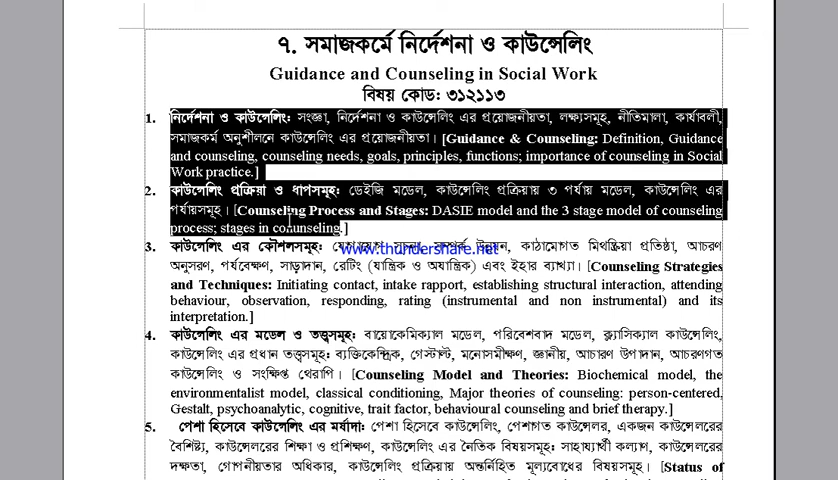 ৭. সমাজকর্মে নির্দেশনা ও কাউন্সেলিং
Guidance and Counseling in Social Work
বিষয় কোড: ৩১২১১৩
1. নির্দেশনা ও কাউন্সেলিং: সংজ্ঞা, নির্দেশনা ও কাউন্সেলিং এর প্রয়োজনীয়তা, লক্ষ্যসমূহ, নীতিমালা, কার্যাবলী,
সমাজকর্ম অনুশীলনে কাউন্সেলিং এর প্রয়োজনীয়তা। [Guidance & Counseling: Definition, Guidance
and counseling, counseling needs, goals, principles, functions; importance of counseling in Social
Work practice.]
2. কাউন্সেলিং প্রক্রিয়া ও ধাপসমূহ: ডেইজি মডেল, কাউন্সেলিং প্রক্রিয়ায় ৩ পর্যায় মডেল, কাউন্সেলিং এর
পর্যায়সমূহ। [Counseling Process and Stages: DASIE model and the 3 stage model of counseling
process; stages in counseling.]
3. কাউন্সেলিং এর কৌশলসমূহ: উন্নয়ন, কাঠামোগত মিথষ্ক্রিয়া প্রতিষ্ঠা, আচরণ
www.thundershare.net
অনুসরণ, পর্যবেক্ষণ, সাড়াদান, রেটিং (যান্ত্রিক ও অযান্ত্রিক) এবং ইহার ব্যাখ্যা। [Counseling Strategies
and Techniques: Initiating contact, intake rapport, establishing structural interaction, attending
behaviour, observation, responding, rating (instrumental and non instrumental) and its
interpretation.]
4. কাউন্সেলিং এর মডেল ও তত্ত্বসমূহ: বায়োকেমিক্যাল মডেল, পরিবেশবাদ মডেল, ক্ল্যাসিক্যাল কাউন্সেলিং,
কাউন্সেলিং এর প্রধান তত্ত্বসমূহ: ব্যক্তিকেন্দ্রিক, গেস্টাল্ট, মনোসমীক্ষণ, জ্ঞানীয়, আচারণ উপাদান, আচরণগত
কাউন্সেলিং ও সংক্ষিপ্ত থেরাপি। [Counseling Model and Theories: Biochemical model, the
environmentalist model, classical conditioning, Major theories of counseling: person-centered,
Gestalt, psychoanalytic, cognitive, trait factor, behavioural counseling and brief therapy.]
5. পেশা হিসেবে কাউন্সেলিং এর মর্যাদা: পেশা হিসেবে কাউন্সেলিং, পেশাগত কাউন্সেলর, একজন কাউন্সেলরের
বৈশিষ্ট্য, কাউন্সেলরের শিক্ষা ও প্রশিক্ষণ, কাউন্সেলিং এর নৈতিক বিষয়সমূহ: সাহায্যার্থী কল্যাণ, কাউন্সেলরের
দক্ষতা, গোপনীয়তার অধিকার, কাউন্সেলিং প্রক্রিয়ায় অন্তর্নিহিত মূল্যবোধের বিষয়সমূহ। [Status of